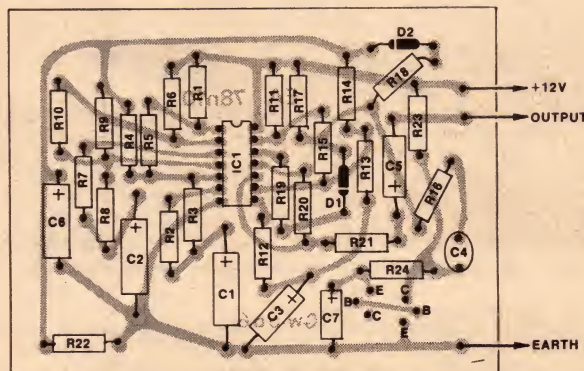 D2
R18
+12V
OUTPUT
R10
R9
R4
R5
R6
R1
R11
R17
R14
R23
R15
R13
C5
R7
R8
IC1
R19
R20
D1
R16
C6
C2
R2
R3
R12
R21
C4
C1
C3
C7
R24
E
C
B
B
C
E
R22
EARTH